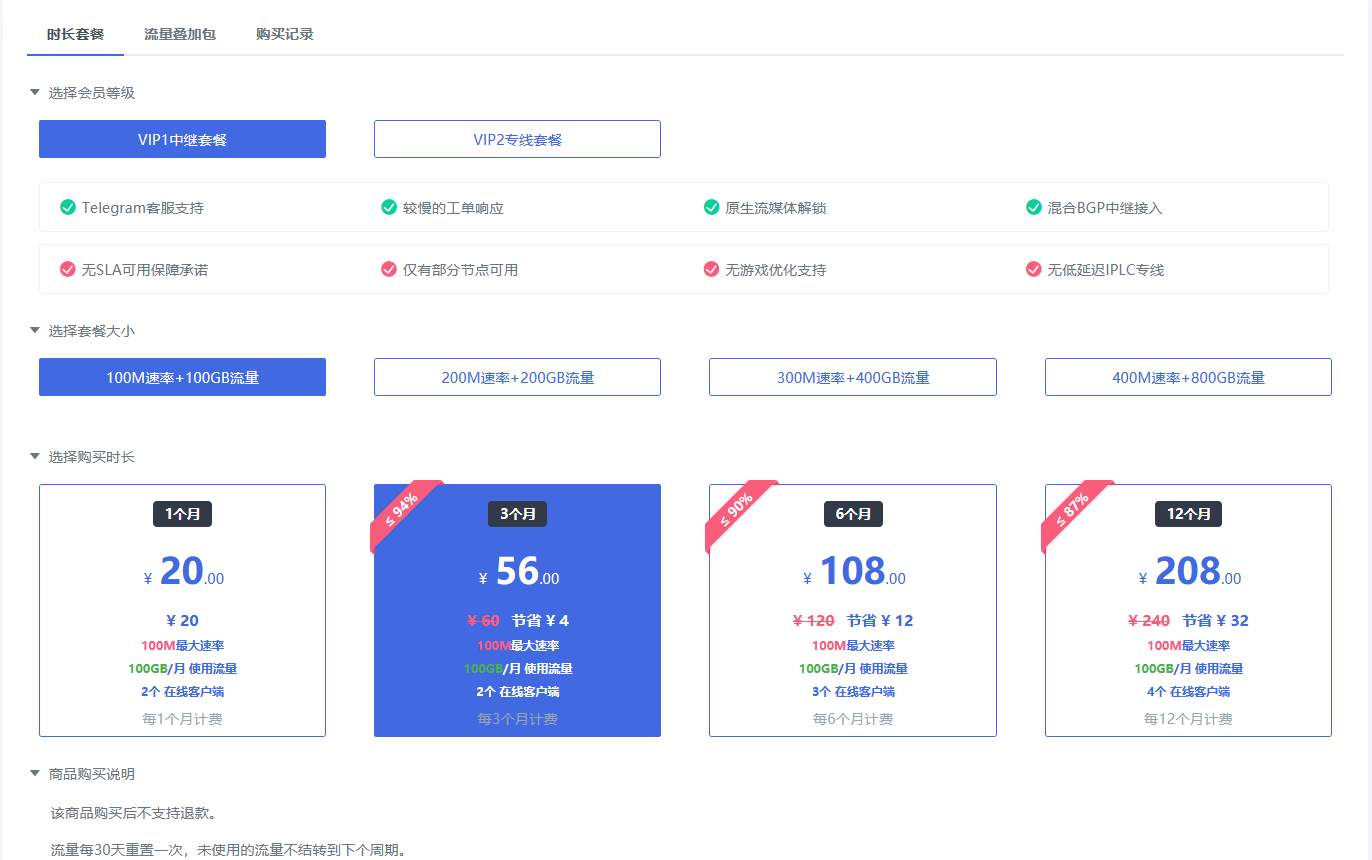 时长套餐 流量叠加包 购买记录
选择会员等级
VIP1中继套餐 VIP2专线套餐
Telegram客服支持 较慢的工单响应 原生流媒体解锁 混合BGP中继接入
无SLA可用保障承诺 仅有部分节点可用 无游戏优化支持 无低延迟IPLC专线
选择套餐大小
100M速率+100GB流量 200M速率+200GB流量 300M速率+400GB流量 400M速率+800GB流量
选择购买时长
1个月
¥ 20.00
¥ 20
100M最大速率
100GB/月 使用流量
2个 在线客户端
每1个月计费
≤ 94%
3个月
¥ 56.00
¥ 60 节省 ¥ 4
100M最大速率
100GB/月 使用流量
2个 在线客户端
每3个月计费
≤ 90%
6个月
¥ 108.00
¥ 120 节省 ¥ 12
100M最大速率
100GB/月 使用流量
3个 在线客户端
每6个月计费
≤ 87%
12个月
¥ 208.00
¥ 240 节省 ¥ 32
100M最大速率
100GB/月 使用流量
4个 在线客户端
每12个月计费
商品购买说明
该商品购买后不支持退款。
流量每30天重置一次，未使用的流量不结转到下个周期。